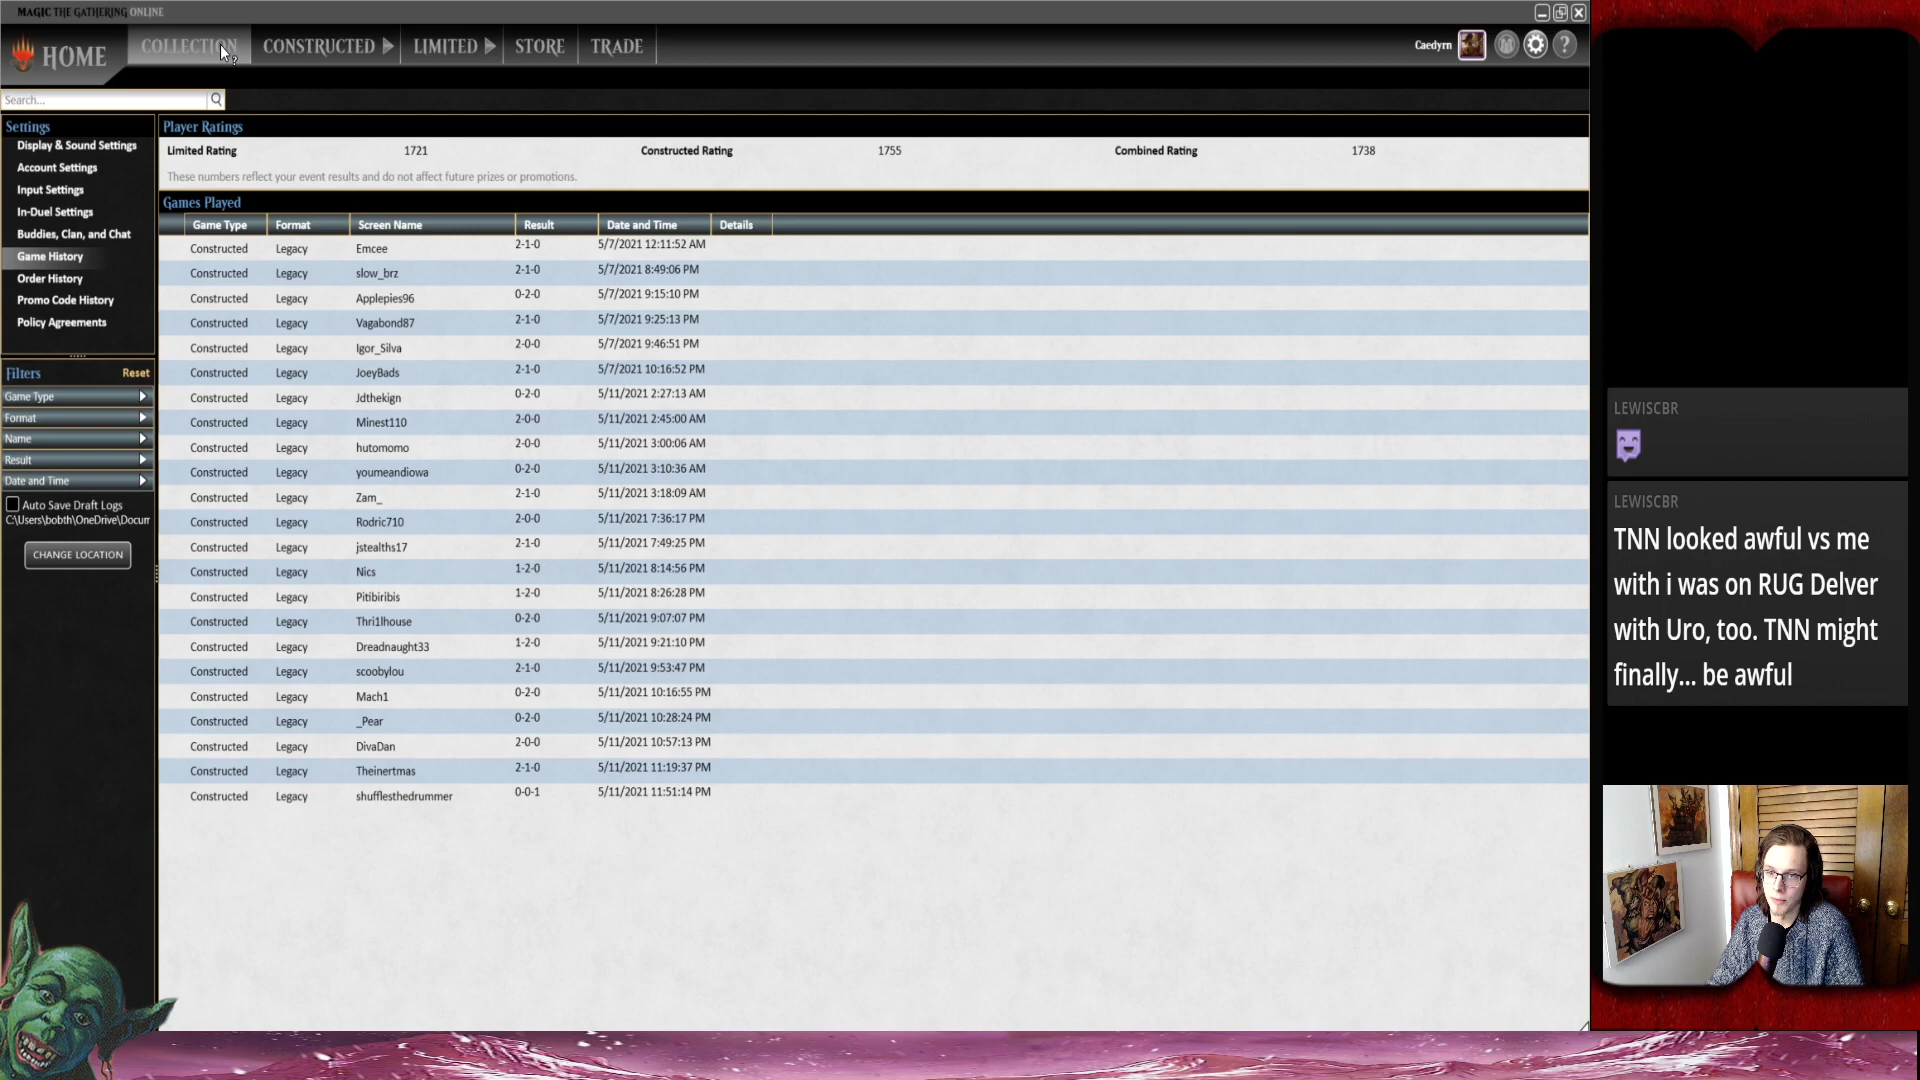 MAGIC THE GATHERING ONLINE
HOME
COLLECTION
CONSTRUCTED
LIMITED
STORE
TRADE
Caedyrn
?
Search...
Settings
Display & Sound Settings
Account Settings
Input Settings
In-Duel Settings
Buddies, Clan, and Chat
Game History
Order History
Promo Code History
Policy Agreements
Filters Reset
Game Type
Format
Name
Result
Date and Time
Auto Save Draft Logs
C:\Users\bobth\OneDrive\Docum
CHANGE LOCATION
Player Ratings
Limited Rating 1721 Constructed Rating 1755 Combined Rating 1738
These numbers reflect your event results and do not affect future prizes or promotions.
Games Played
Game Type Format Screen Name Result Date and Time Details
Constructed Legacy Emcee 2-1-0 5/7/2021 12:11:52 AM
Constructed Legacy slow_brz 2-1-0 5/7/2021 8:49:06 PM
Constructed Legacy Applepies96 0-2-0 5/7/2021 9:15:10 PM
Constructed Legacy Vagabond87 2-1-0 5/7/2021 9:25:13 PM
Constructed Legacy Igor_Silva 2-0-0 5/7/2021 9:46:51 PM
Constructed Legacy JoeyBads 2-1-0 5/7/2021 10:16:52 PM
Constructed Legacy Jdthekign 0-2-0 5/11/2021 2:27:13 AM
Constructed Legacy Minest110 2-0-0 5/11/2021 2:45:00 AM
Constructed Legacy hutomomo 2-0-0 5/11/2021 3:00:06 AM
Constructed Legacy youmeandiowa 0-2-0 5/11/2021 3:10:36 AM
Constructed Legacy Zam_ 2-1-0 5/11/2021 3:18:09 AM
Constructed Legacy Rodric710 2-0-0 5/11/2021 7:36:17 PM
Constructed Legacy jstealths17 2-1-0 5/11/2021 7:49:25 PM
Constructed Legacy Nics 1-2-0 5/11/2021 8:14:56 PM
Constructed Legacy Pitibiribis 1-2-0 5/11/2021 8:26:28 PM
Constructed Legacy Thri1lhouse 0-2-0 5/11/2021 9:07:07 PM
Constructed Legacy Dreadnaught33 1-2-0 5/11/2021 9:21:10 PM
Constructed Legacy scoobylou 2-1-0 5/11/2021 9:53:47 PM
Constructed Legacy Mach1 0-2-0 5/11/2021 10:16:55 PM
Constructed Legacy _Pear 0-2-0 5/11/2021 10:28:24 PM
Constructed Legacy DivaDan 2-0-0 5/11/2021 10:57:13 PM
Constructed Legacy Theinertmas 2-1-0 5/11/2021 11:19:37 PM
Constructed Legacy shufflesthedrummer 0-0-1 5/11/2021 11:51:14 PM
LEWISCBR
LEWISCBR
TNN looked awful vs me
with i was on RUG Delver
with Uro, too. TNN might
finally... be awful